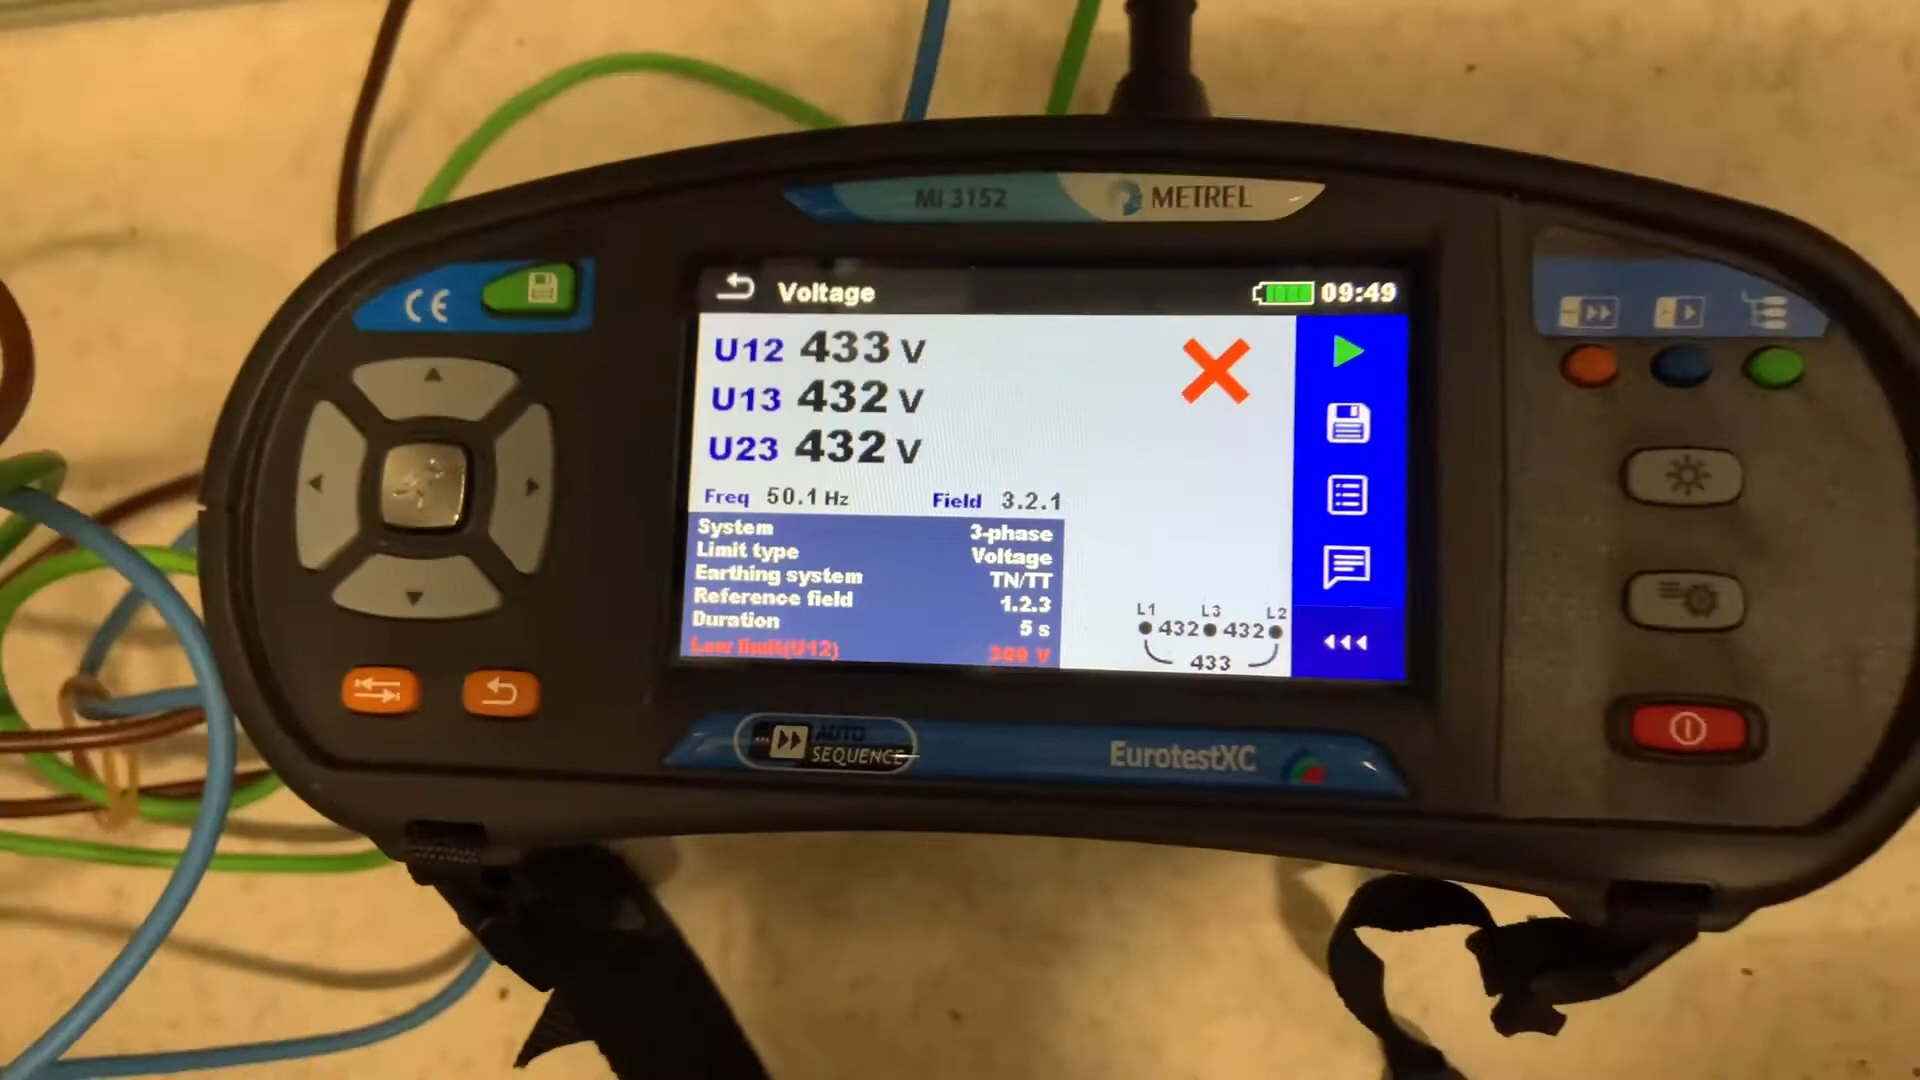 MI 3152 METREL
CE
Voltage 09:49
U12 433 V
U13 432 V
U23 432 V
Freq 50.1 Hz Field 3.2.1
System 3-phase
Limit type Voltage
Earthing system TN/TT
Reference field 1.2.3
Duration 5 s
Low limit(U12) V
L1 L3 L2
432 432
433
AUTO
SEQUENCE
EurotestXC